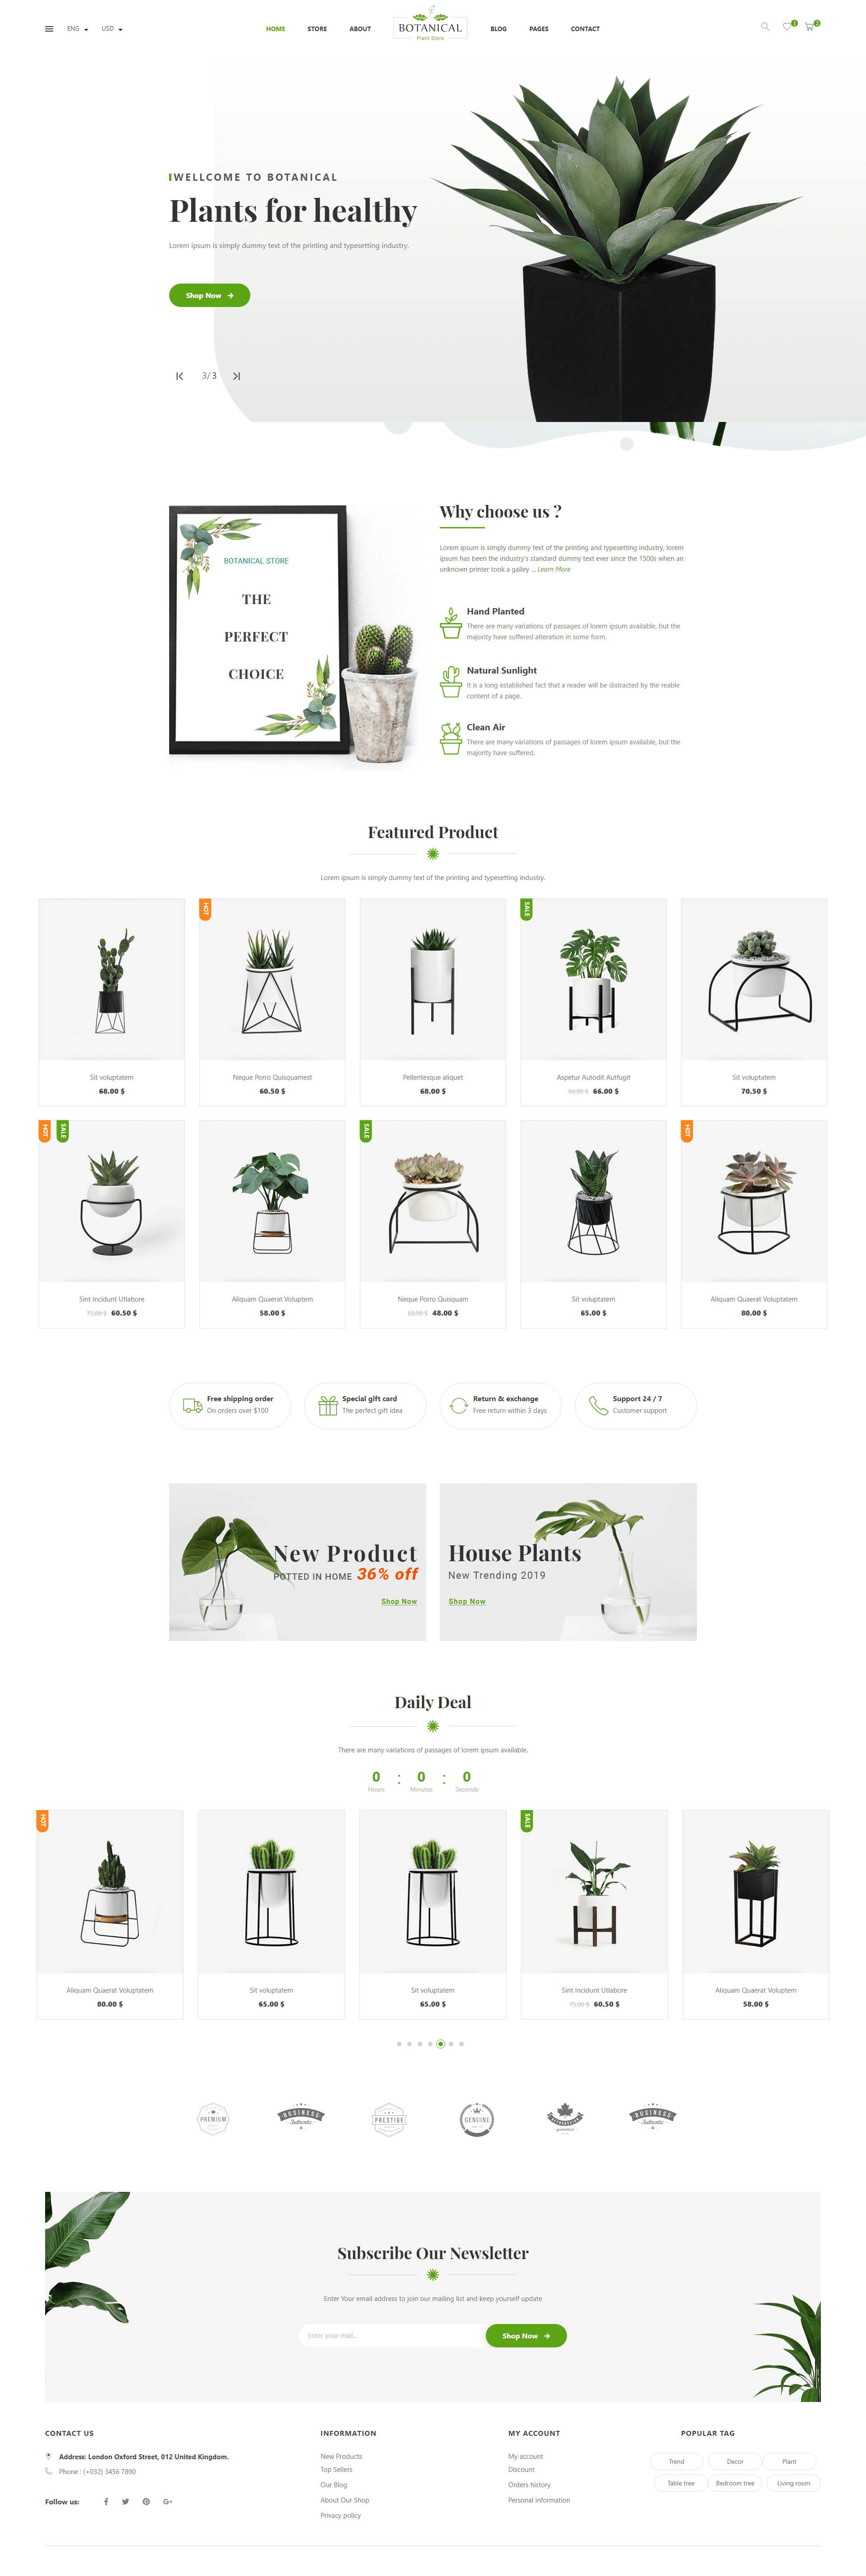 ENG USD
HOME STORE ABOUT
BOTANICAL
Plant Store
BLOG PAGES CONTACT
1 2
WELLCOME TO BOTANICAL
Plants for healthy
Lorem ipsum is simply dummy text of the printing and typesetting industry.
Shop Now
3/3
BOTANICAL STORE
THE
PERFECT
CHOICE
Why choose us ?
Lorem ipsum is simply dummy text of the printing and typesetting industry, lorem
ipsum has been the industry's standard dummy text ever since the 1500s when an
unknown printer took a galley ... Learn More
Hand Planted
There are many variations of passages of lorem ipsum available, but the
majority have suffered alteration in some form.
Natural Sunlight
It is a long established fact that a reader will be distracted by the reable
content of a page.
Clean Air
There are many variations of passages of lorem ipsum available, but the
majority have suffered.
Featured Product
Lorem ipsum is simply dummy text of the printing and typesetting industry.
HOT SALE
Sit voluptatem Neque Porro Quisquamest Pellentesque aliquet Aspetur Autodit Autfugit Sit voluptatem
68.00 $ 60.50 $ 68.00 $ 80.00 $ 66.00 $ 70.50 $
HOT SALE SALE HOT
Sint Incidunt Utlabore Aliquam Quaerat Voluptem Neque Porro Quisquam Sit voluptatem Aliquam Quaerat Voluptatem
75.00 $ 60.50 $ 58.00 $ 60.00 $ 48.00 $ 65.00 $ 80.00 $
Free shipping order Special gift card Return & exchange Support 24 / 7
On orders over $100 The perfect gift idea Free return within 3 days Customer support
New Product
POTTED IN HOME 36% off
Shop Now
House Plants
New Trending 2019
Shop Now
Daily Deal
There are many variations of passages of lorem ipsum available.
0 : 0 : 0
Hours Minutes Seconds
HOT SALE
Aliquam Quaerat Voluptatem Sit voluptatem Sit voluptatem Sint Incidunt Utlabore Aliquam Quaerat Voluptem
80.00 $ 65.00 $ 65.00 $ 75.00 $ 60.50 $ 58.00 $
PREMIUM BUSINESS PRESTIGE GENUINE BUSINESS
Authentic Authentic
Subscribe Our Newsletter
Enter Your email address to join our mailing list and keep yourself update
Enter your mail... Shop Now
CONTACT US
Address: London Oxford Street, 012 United Kingdom.
Phone : (+032) 3456 7890
Follow us:
INFORMATION
New Products
Top Sellers
Our Blog
About Our Shop
Privacy policy
MY ACCOUNT
My account
Discount
Orders history
Personal information
POPULAR TAG
Trend Decor Plant
Table tree Bedroom tree Living room